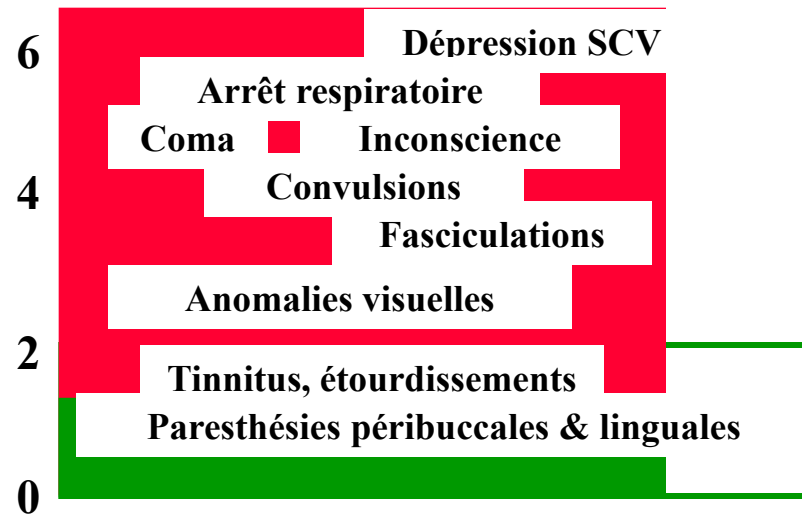 6
Dépression SCV
Arrêt respiratoire
Coma
Inconscience
4
Convulsions
Fasciculations
Anomalies visuelles
2
Tinnitus, étourdissements
Paresthésies péribuccales & linguales
0